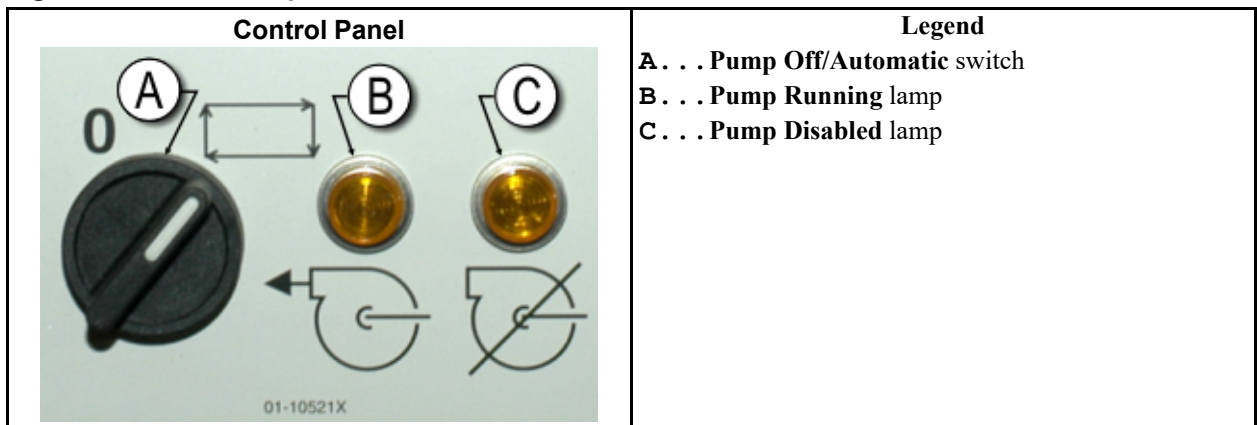 Control Panel
A
B
C
0
01-10521X
Legend
A. . . Pump Off/Automatic switch
B. . . Pump Running lamp
C. . . Pump Disabled lamp